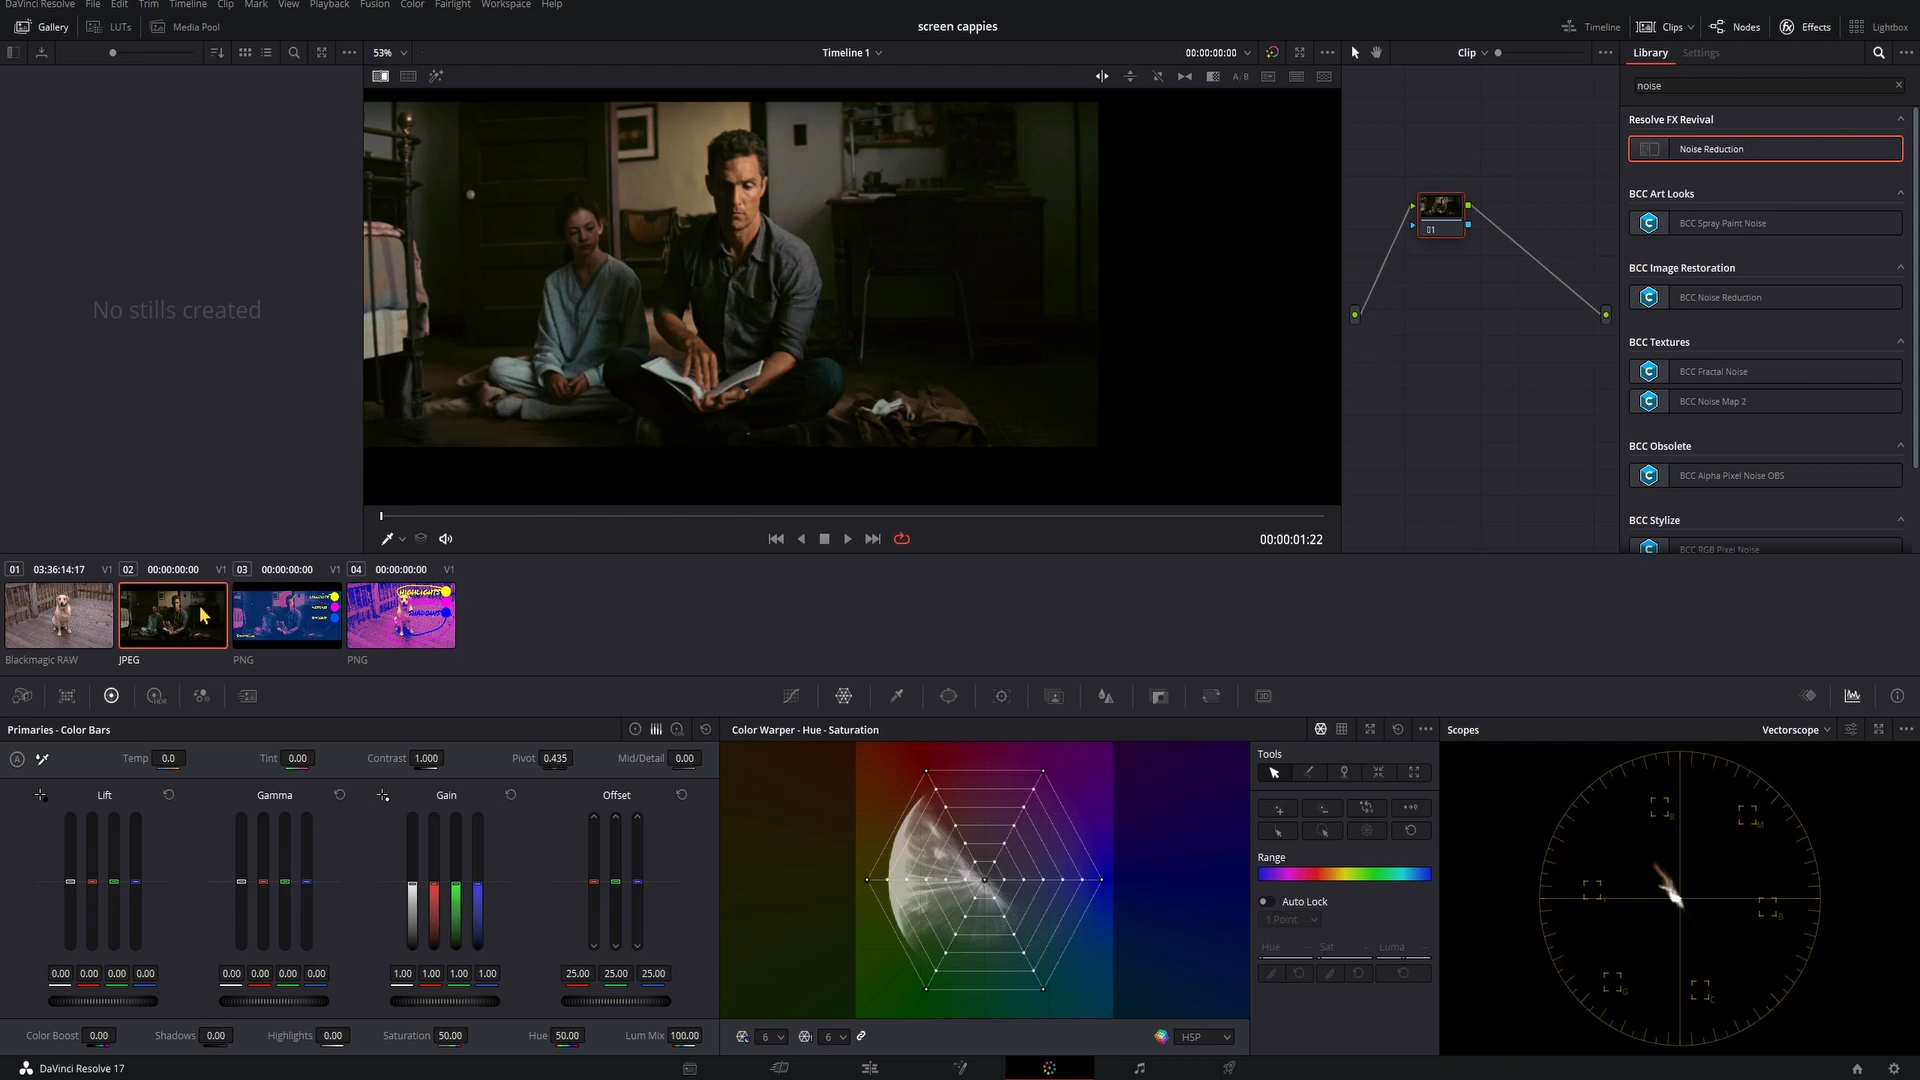 DaVinci Resolve File Edit Trim Timeline Clip Mark View Playback Fusion Color Fairlight Workspace Help
Gallery LUTs Media Pool screen cappies Timeline Clips Nodes Effects Lightbox
53% Timeline 1 00:00:00:00 Clip Library Settings
noise
Resolve FX Revival
Noise Reduction
BCC Art Looks
BCC Spray Paint Noise
01
BCC Image Restoration
BCC Noise Reduction
No stills created
BCC Textures
BCC Fractal Noise
BCC Noise Map 2
BCC Obsolete
BCC Alpha Pixel Noise OBS
BCC Stylize
BCC RGB Pixel Noise
00:00:01:22
01 03:36:14:17 V1 02 00:00:00:00 V1 03 00:00:00:00 V1 04 00:00:00:00 V1
HIGHLIGHTS
SHADOWS
Blackmagic RAW JPEG PNG PNG
HDR
3D
Primaries - Color Bars Color Warper - Hue - Saturation Scopes Vectorscope
A Temp 0.0 Tint 0.00 Contrast 1.000 Pivot 0.435 Mid/Detail 0.00 Tools
Lift Gamma Gain Offset
Range
Auto Lock
1 Point
Hue Sat Luma
R M Y B G C
0.00 0.00 0.00 0.00 0.00 0.00 0.00 0.00 1.00 1.00 1.00 1.00 25.00 25.00 25.00
Color Boost 0.00 Shadows 0.00 Highlights 0.00 Saturation 50.00 Hue 50.00 Lum Mix 100.00 6 6 HSP
DaVinci Resolve 17